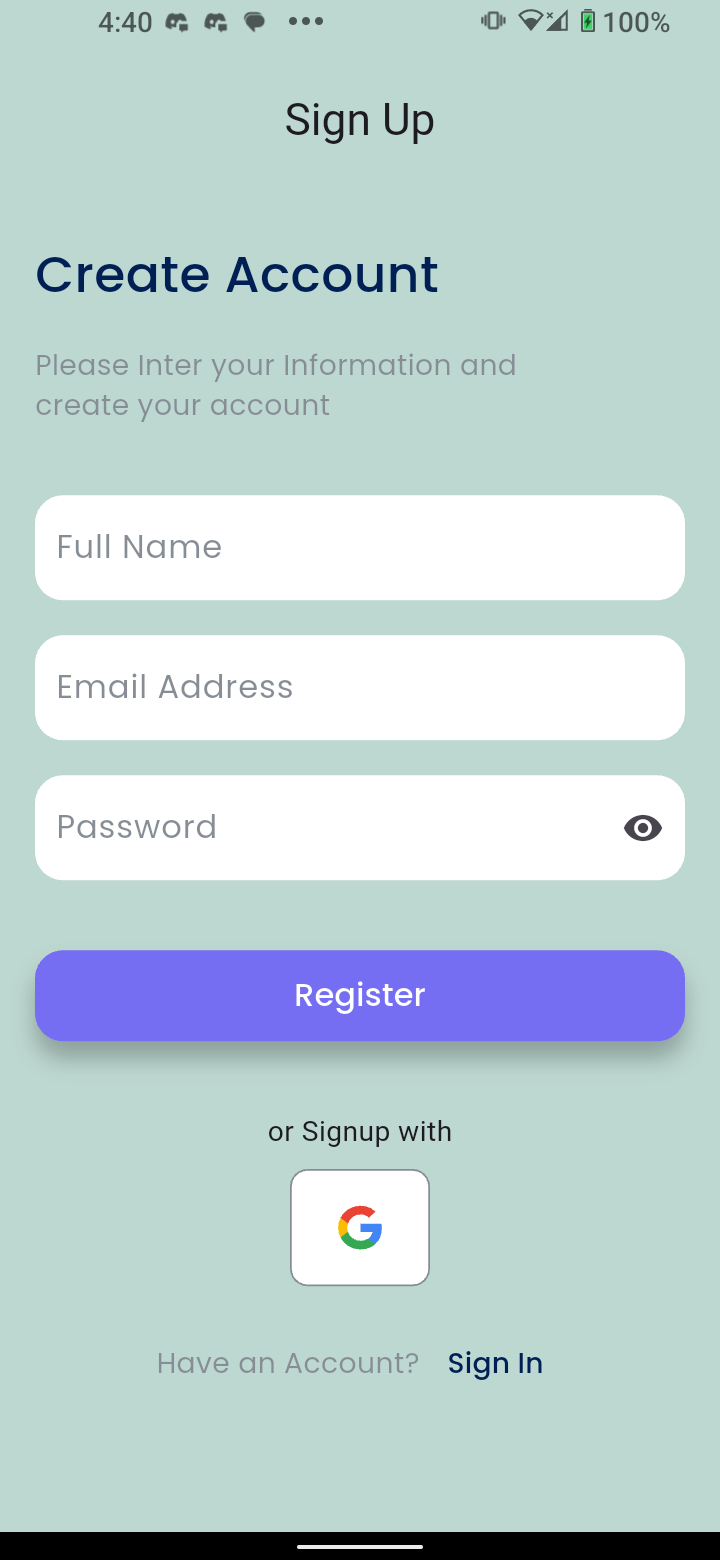 4:40 100%
Sign Up
Create Account
Please Inter your Information and
create your account
Full Name
Email Address
Password
Register
or Signup with
Have an Account? Sign In